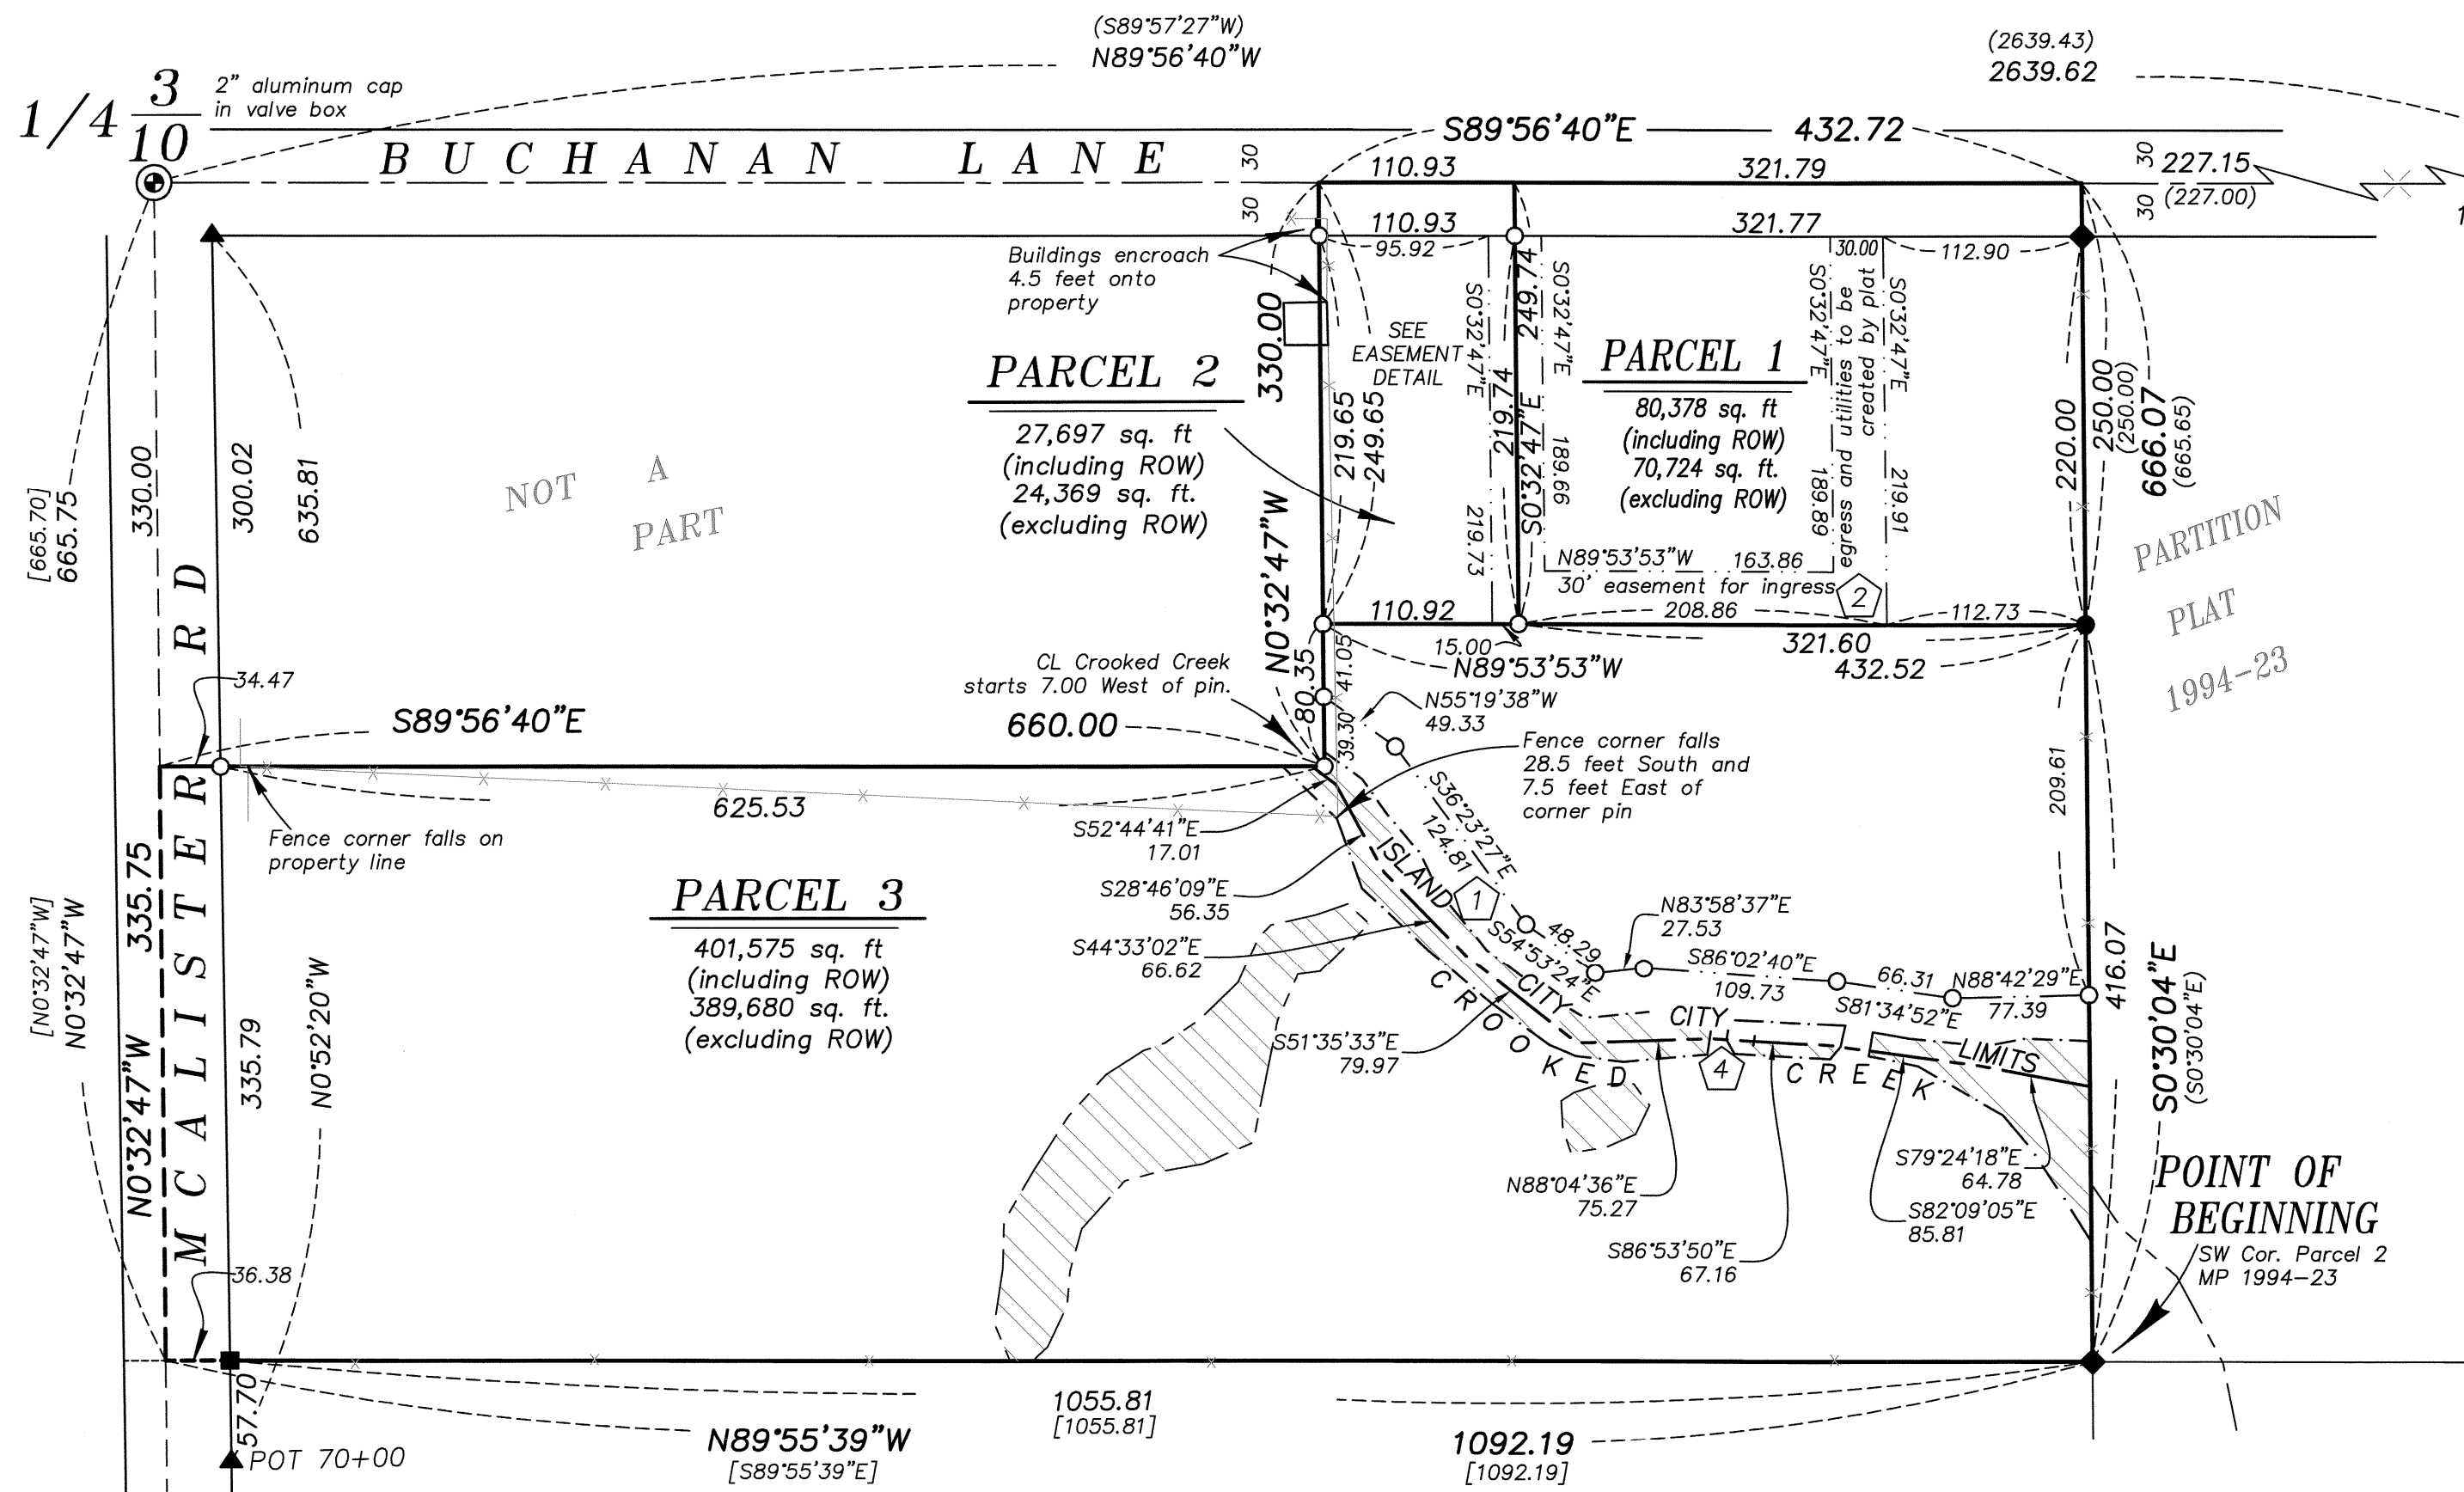 (S89°57'27"W)
N89°56'40"W
(2639.43)
2639.62
1/4 3/10
2" aluminum cap
in valve box
S89°56'40"E
432.72
BUCHANAN LANE
30
30
110.93
321.79
30
30
227.15
(227.00)
110.93
95.92
321.77
30.00
112.90
Buildings encroach
4.5 feet onto
property
330.00
SEE
EASEMENT
DETAIL
219.65
249.65
S0°32'47"E
219.73
249.74
219.74
S0°32'47"E
S0°32'47"E
189.66
PARCEL 1
80,378 sq. ft
(including ROW)
70,724 sq. ft.
(excluding ROW)
S0°32'47"E
189.89
egress and utilities to be
created by plat
S0°32'47"E
219.91
220.00
250.00
(250.00)
666.07
(665.65)
PARCEL 2
27,697 sq. ft
(including ROW)
24,369 sq. ft.
(excluding ROW)
NOT A
PART
[665.70]
665.75
330.00
300.02
635.81
N0°32'47"W
N89°53'53"W 163.86
30' easement for ingress
2
208.86
112.73
110.92
15.00
321.60
N89°53'53"W
432.52
PARTITION
PLAT
1994-23
CL Crooked Creek
starts 7.00 West of pin.
80.35
41.05
39.30
N55°19'38"W
49.33
34.47
S89°56'40"E
660.00
625.53
Fence corner falls
28.5 feet South and
7.5 feet East of
corner pin
Fence corner falls on
property line
209.61
S36°23'27"E
124.81
S52°44'41"E
17.01
S28°46'09"E
56.35
S44°33'02"E
66.62
ISLAND
CITY
1
48.29
S54°53'24"E
N83°58'37"E
27.53
S86°02'40"E
109.73
66.31
S81°34'52"E
N88°42'29"E
77.39
PARCEL 3
401,575 sq. ft
(including ROW)
389,680 sq. ft.
(excluding ROW)
MCALISTER RD
335.75
N0°32'47"W
[N0°32'47"W]
N0°32'47"W
335.79
N0°52'20"W
CROOKED
CREEK
CITY
LIMITS
4
S51°35'33"E
79.97
416.07
S0°30'04"E
(S0°30'04"E)
N88°04'36"E
75.27
S86°53'50"E
67.16
S79°24'18"E
64.78
S82°09'05"E
85.81
POINT OF
BEGINNING
SW Cor. Parcel 2
MP 1994-23
36.38
57.70
POT 70+00
1055.81
[1055.81]
N89°55'39"W
[S89°55'39"E]
1092.19
[1092.19]